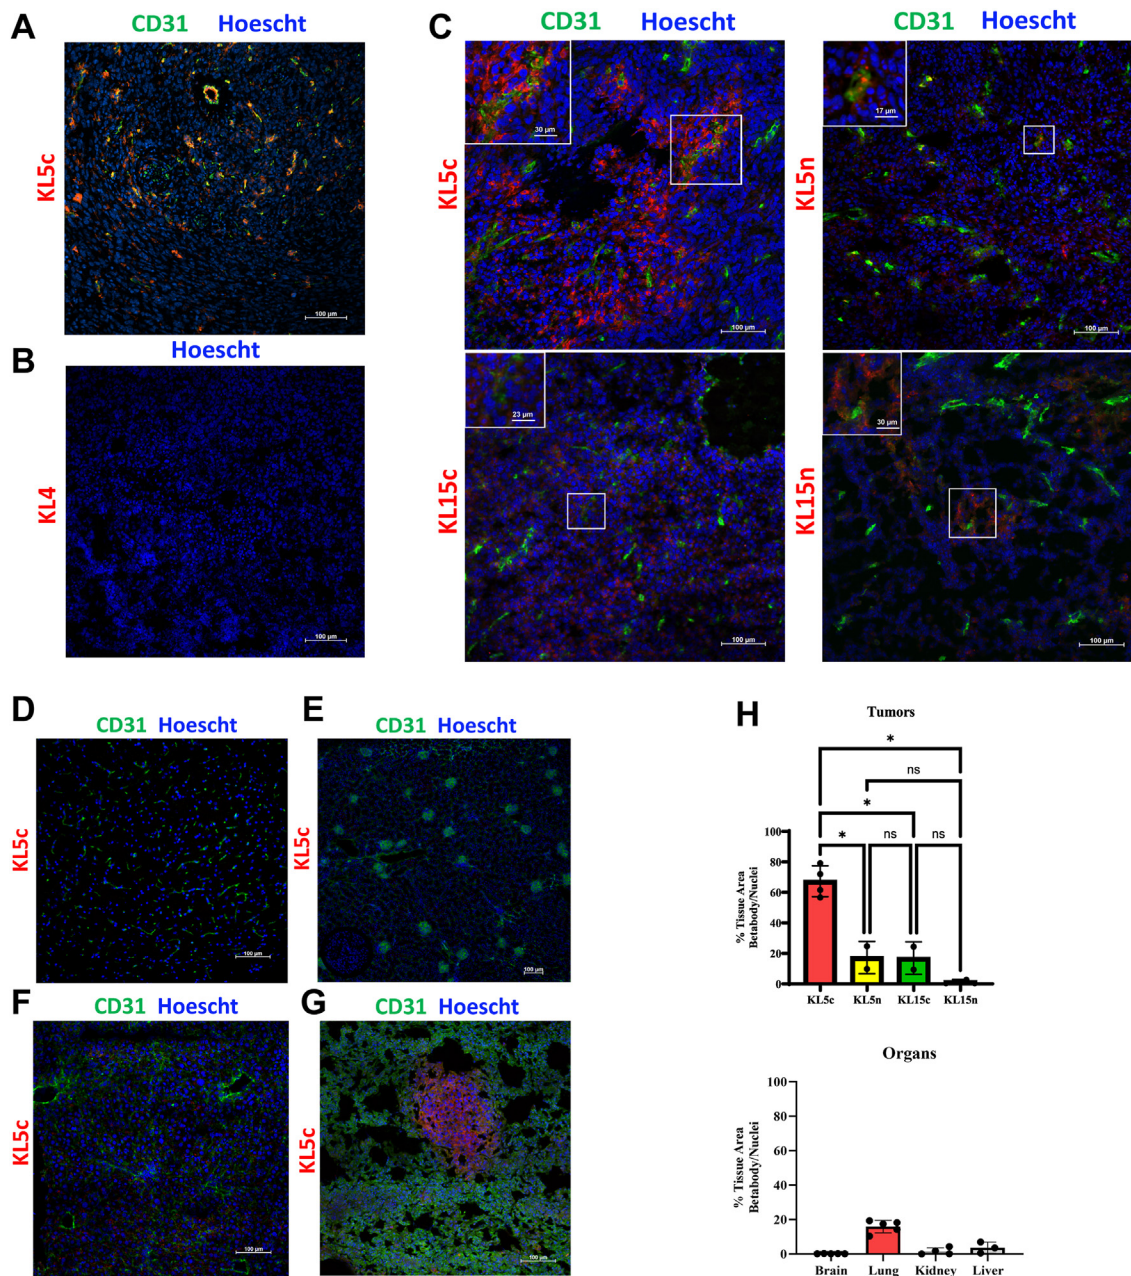 A
CD31 Hoescht
KL5c
100 µm
B
Hoescht
KL4
100 µm
C
CD31 Hoescht
KL5c
30 µm
100 µm
CD31 Hoescht
KL5n
17 µm
100 µm
KL15c
23 µm
100 µm
KL15n
30 µm
100 µm
D
CD31 Hoescht
KL5c
100 µm
E
CD31 Hoescht
KL5c
100 µm
F
CD31 Hoescht
KL5c
100 µm
G
CD31 Hoescht
KL5c
100 µm
H
Tumors
*
ns
*
* ns ns
% Tissue Area
Betabody/Nuclei
100
80
60
40
20
0
KL5c KL5n KL15c KL15n
Organs
% Tissue Area
Betabody/Nuclei
100
80
60
40
20
0
Brain Lung Kidney Liver